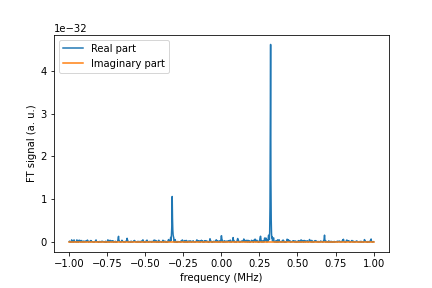 1e−32
Real part
Imaginary part
FT signal (a. u.)
4
3
2
1
0
−1.00 −0.75 −0.50 −0.25 0.00 0.25 0.50 0.75 1.00
frequency (MHz)